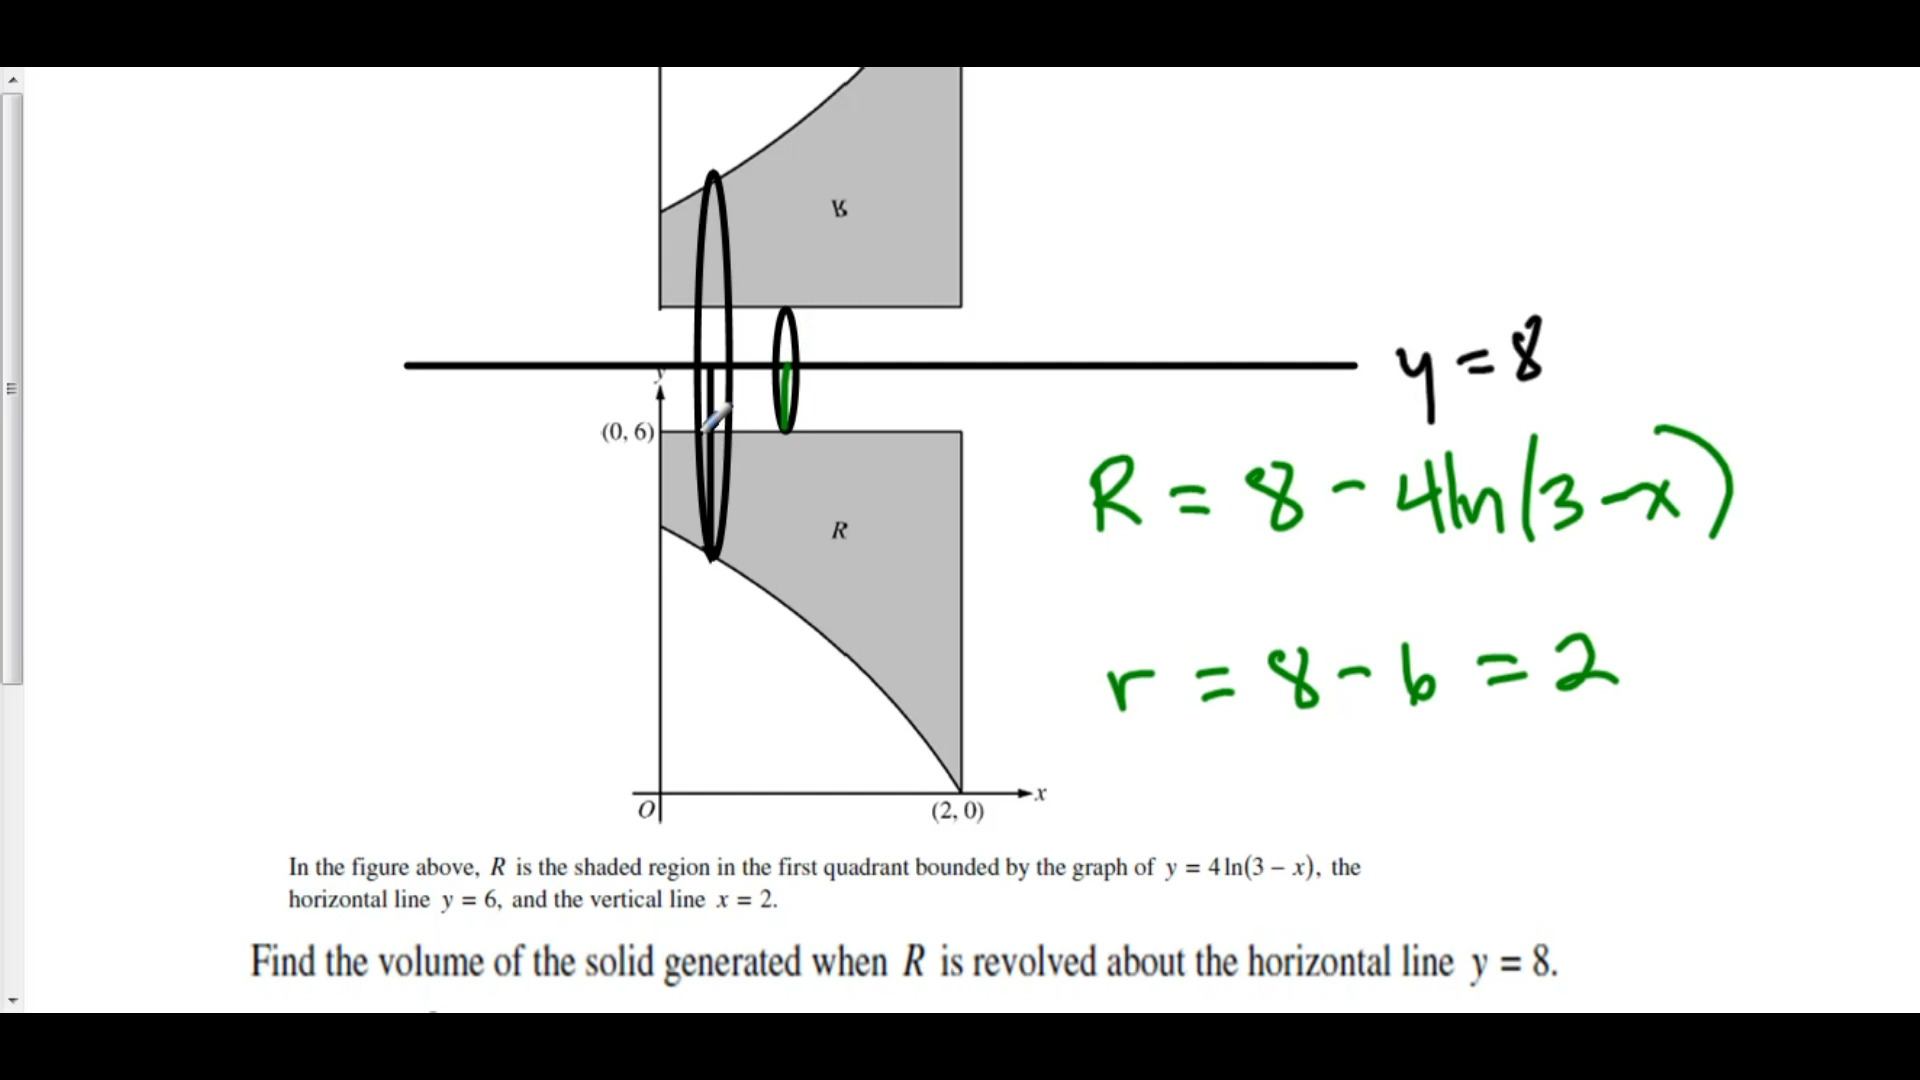 R
y = 8
y
(0, 6)
R = 8 - 4ln(3-x)
R
r = 8 - 6 = 2
x
O
(2, 0)
In the figure above, R is the shaded region in the first quadrant bounded by the graph of y = 4 ln(3 – x), the
horizontal line y = 6, and the vertical line x = 2.
Find the volume of the solid generated when R is revolved about the horizontal line y = 8.